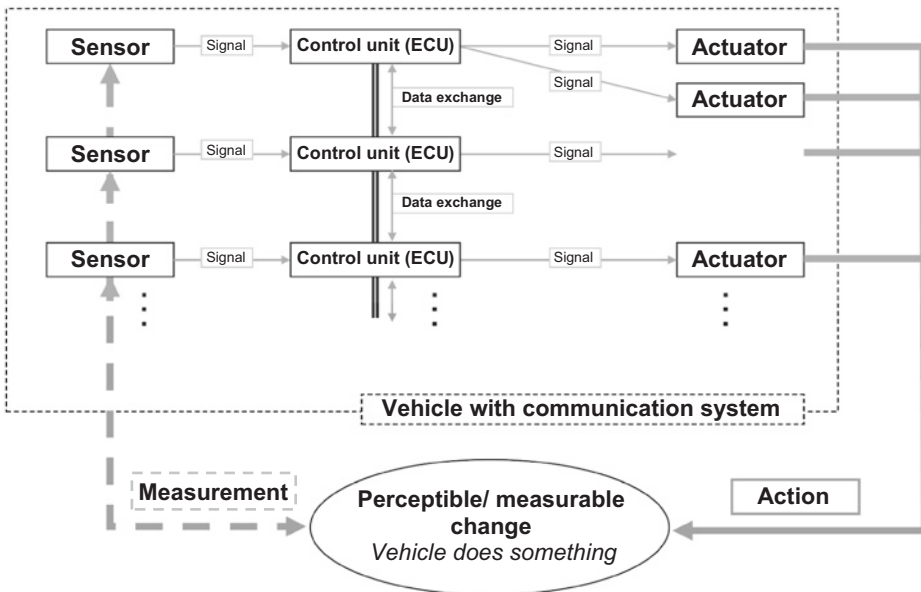 Sensor
Signal
Control unit (ECU)
Signal
Actuator
Signal
Actuator
Data exchange
Sensor
Signal
Control unit (ECU)
Signal
Data exchange
Sensor
Signal
Control unit (ECU)
Signal
Actuator
Vehicle with communication system
Measurement
Perceptible/ measurable
change
Vehicle does something
Action